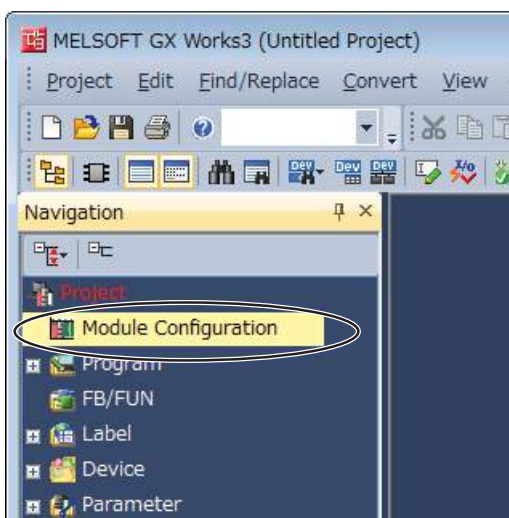 MELSOFT GX Works3 (Untitled Project)
Project Edit Find/Replace Convert View
Navigation
Project
Module Configuration
Program
FB/FUN
Label
Device
Parameter